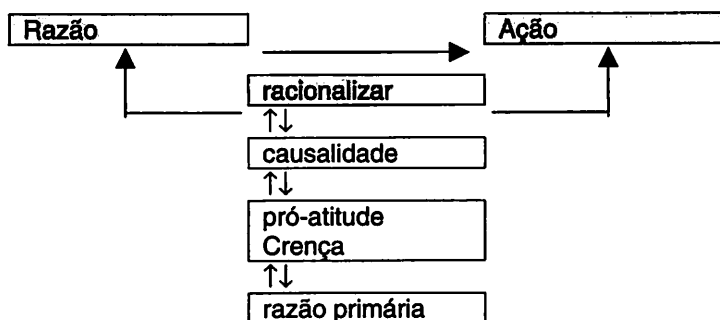 Razão
Ação
racionalizar
↑↓
causalidade
↑↓
pró-atitude
Crença
↑↓
razão primária